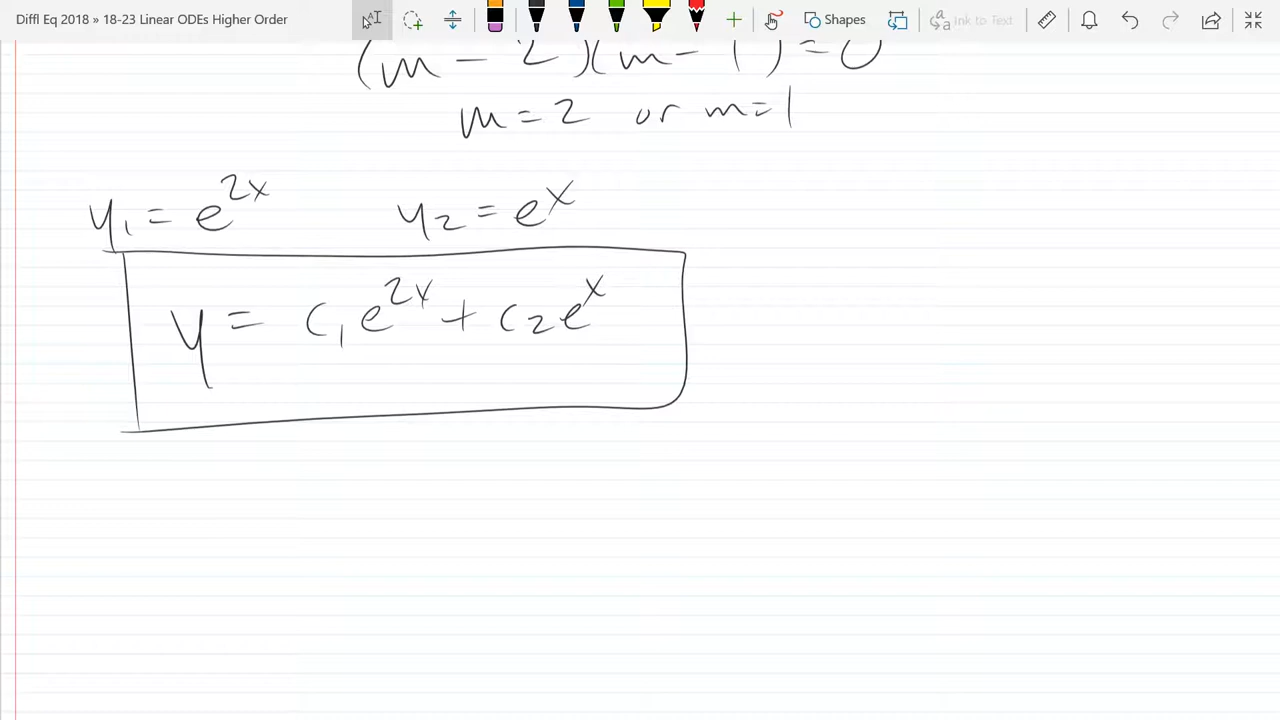 Diffl Eq 2018 » 18-23 Linear ODEs Higher Order
Shapes
Ink to Text
(m - 2)(m - 1) = 0
m = 2 or m = 1
y₁ = e^{2x} y₂ = e^x
y = c₁e^{2x} + c₂e^x